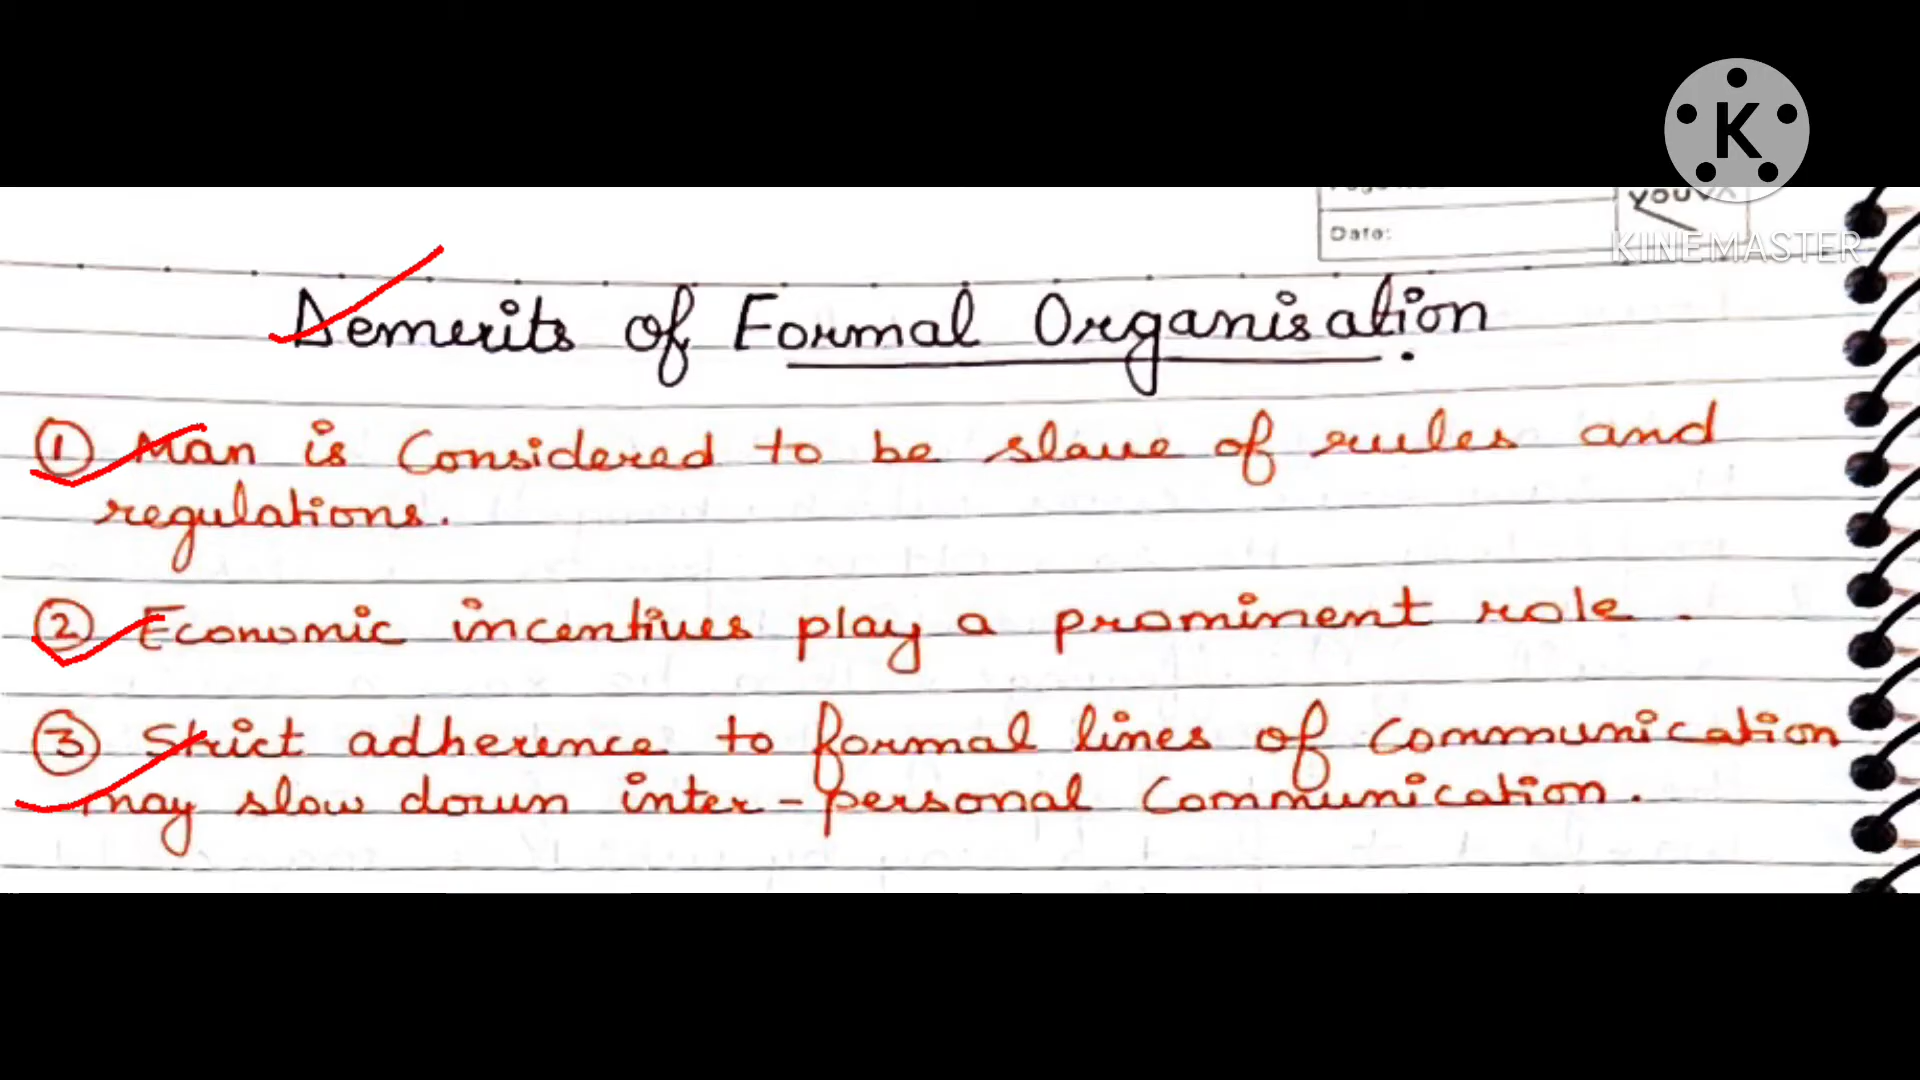 K
YOUVA
Date:
KINEMASTER
Demerits of Formal Organisation.
① Man is Considered to be slave of rules and
regulations.
② Economic incentives play a prominent role.
③ Strict adherence to formal lines of Communication
may slow down inter-personal Communication.